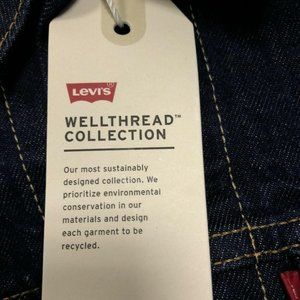 Levi's
WELLTHREAD™
COLLECTION
Our most sustainably
designed collection. We
prioritize environmental
conservation in our
materials and design
each garment to be
recycled.